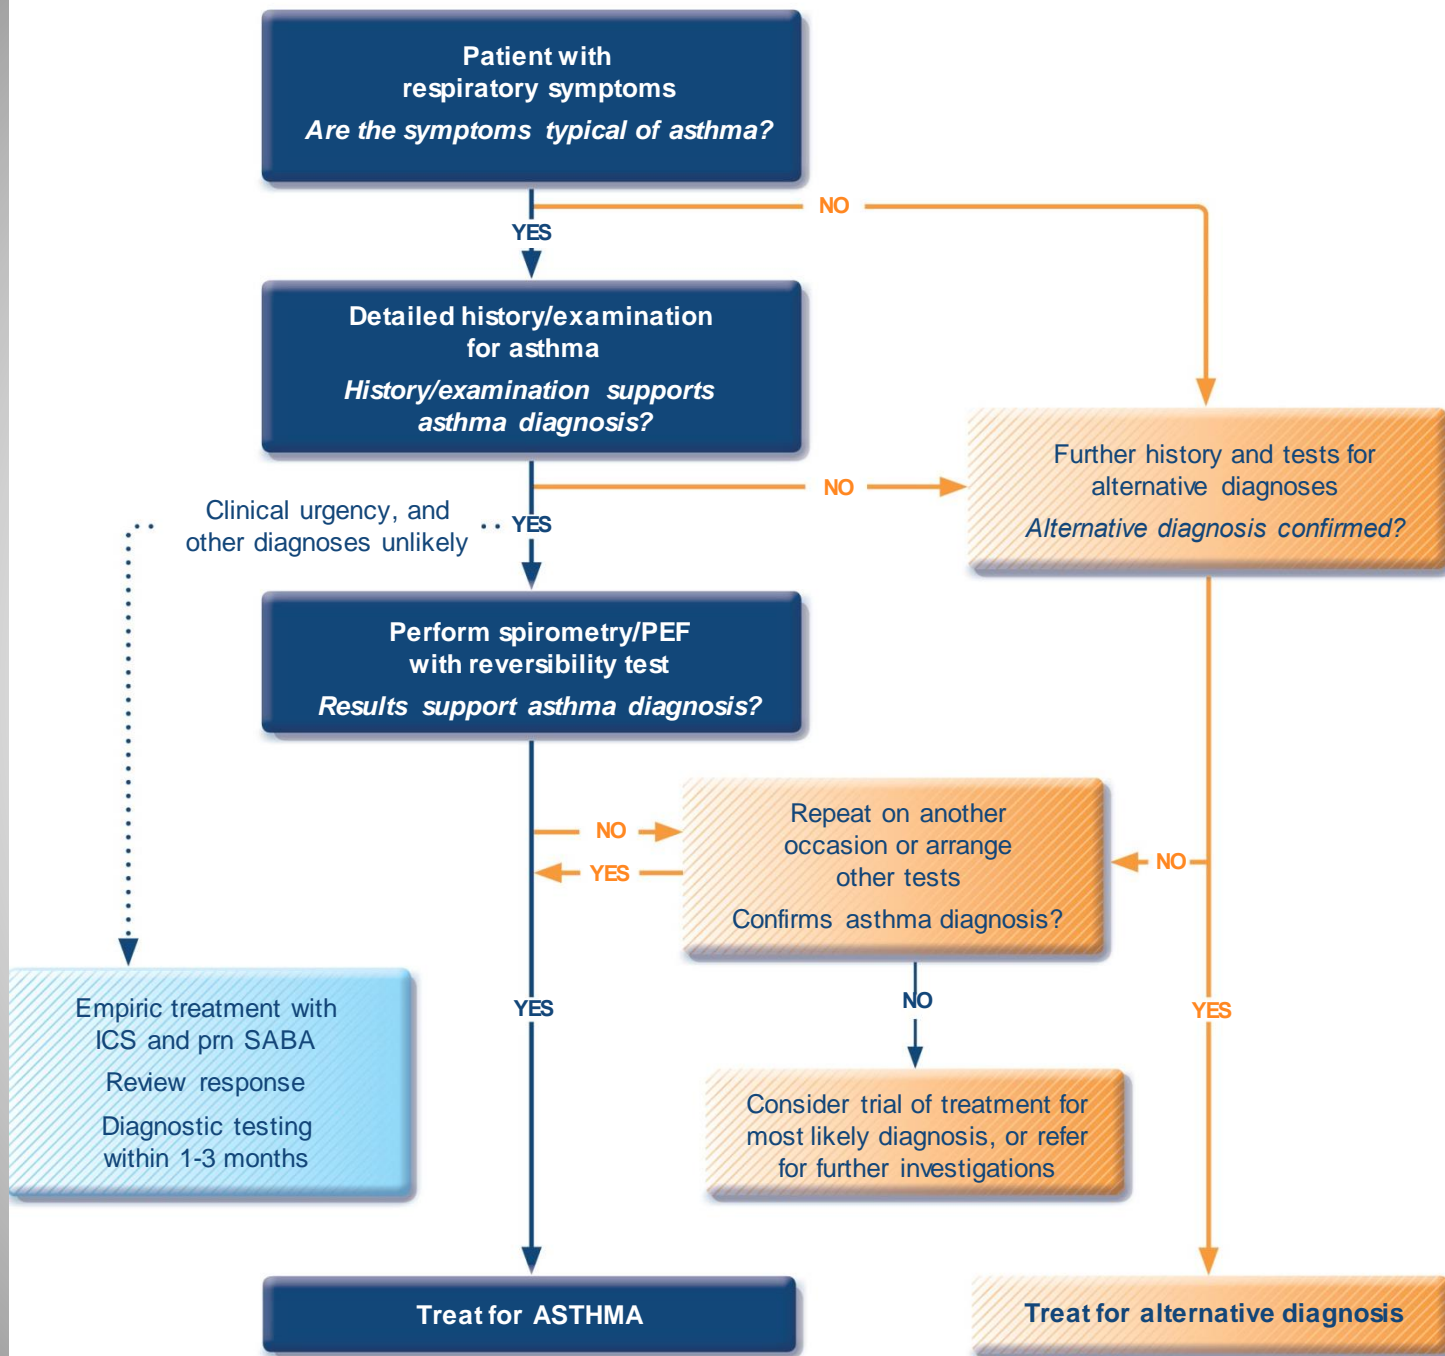 Patient with
respiratory symptoms
Are the symptoms typical of asthma?
NO
YES
Detailed history/examination
for asthma
History/examination supports
asthma diagnosis?
Further history and tests for
alternative diagnoses
Alternative diagnosis confirmed?
NO
Clinical urgency, and
other diagnoses unlikely
YES
Perform spirometry/PEF
with reversibility test
Results support asthma diagnosis?
Repeat on another
occasion or arrange
other tests
Confirms asthma diagnosis?
NO
YES
NO
Empiric treatment with
ICS and prn SABA
Review response
Diagnostic testing
within 1-3 months
YES
NO
YES
Consider trial of treatment for
most likely diagnosis, or refer
for further investigations
Treat for ASTHMA
Treat for alternative diagnosis